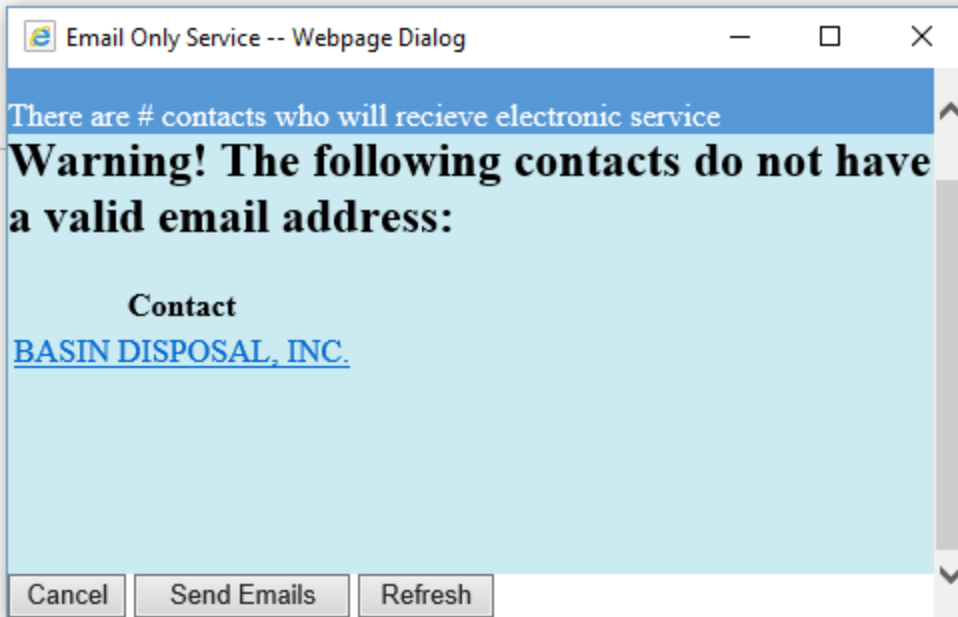 Email Only Service -- Webpage Dialog
There are # contacts who will recieve electronic service
Warning! The following contacts do not have
a valid email address:
Contact
BASIN DISPOSAL, INC.
Cancel Send Emails Refresh